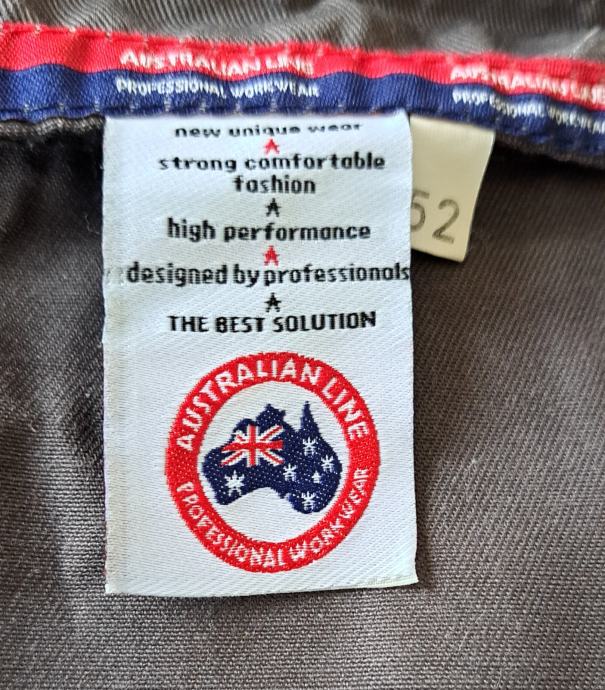 AUSTRALIAN LINE
PROFESSIONAL WORKWEAR
AUSTRALIAN LINE
PROFESSIONAL WORKWEAR
new unique wear
strong comfortable
fashion
high performance
designed by professionals
THE BEST SOLUTION
AUSTRALIAN LINE
PROFESSIONAL WORKWEAR
52